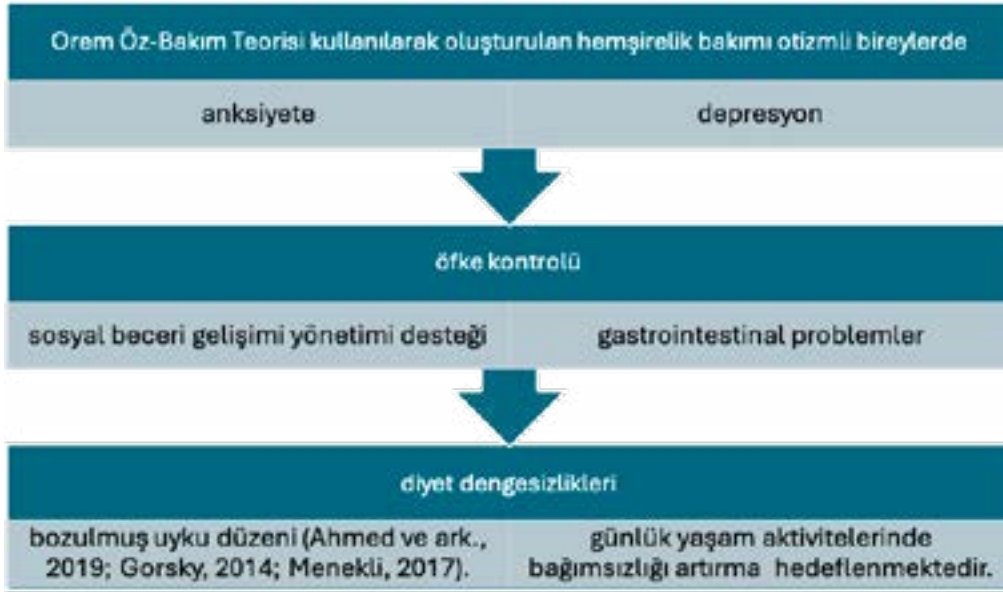 Orem Öz-Bakım Teorisi kullanılarak oluşturulan hemşirelik bakımı otizmli bireylerde
anksiyete
depresyon
öfke kontrolü
sosyal beceri gelişimi yönetimi desteği
gastrointestinal problemler
diyet dengesizlikleri
bozulmuş uyku düzeni (Ahmed ve ark.,
2019; Gorsky, 2014; Menekli, 2017).
günlük yaşam aktivitelerinde
bağımsızlığı artırma hedeflenmektedir.